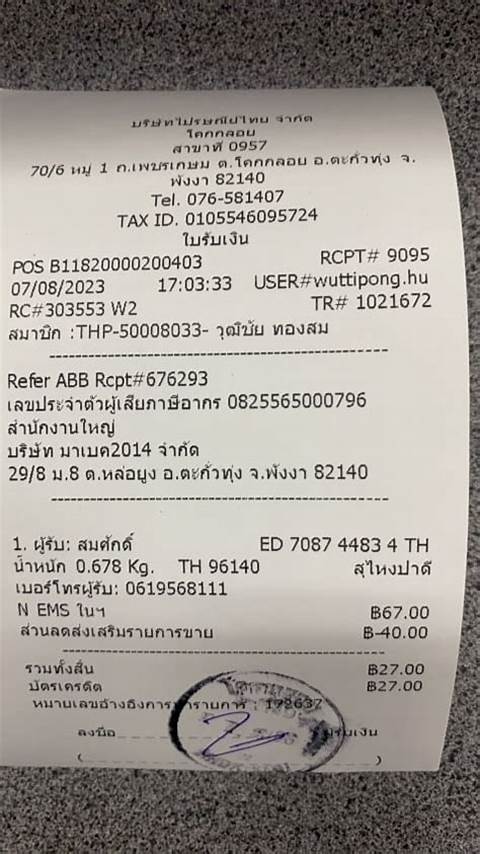 บริษัทไปรษณีย์ไทย จำกัด
โคกกลอย
สาขาที่ 0957
70/6 หมู่ 1 ถ.เพชรเกษม ต.โคกกลอย อ.ตะกั่วทุ่ง จ.
พังงา 82140
Tel. 076-581407
TAX ID. 0105546095724
ใบรับเงิน
POS B11820000200403 RCPT# 9095
07/08/2023 17:03:33 USER#wuttipong.hu
RC#303553 W2 TR# 1021672
สมาชิก :THP-50008033- วุฒิชัย ทองสม
Refer ABB Rcpt#676293
เลขประจำตัวผู้เสียภาษีอากร 0825565000796
สำนักงานใหญ่
บริษัท มาเบค2014 จำกัด
29/8 ม.8 ต.หล่อยูง อ.ตะกั่วทุ่ง จ.พังงา 82140
1. ผู้รับ: สมศักดิ์ ED 7087 4483 4 TH
น้ำหนัก 0.678 Kg. TH 96140 สุไหงปาดี
เบอร์โทรผู้รับ: 0619568111
N EMS ในฯ ฿67.00
ส่วนลดส่งเสริมรายการขาย ฿-40.00
รวมทั้งสิ้น ฿27.00
บัตรเครดิต ฿27.00
หมายเลขอ้างอิงการทำรายการ : 172637
ลงชื่อ ผู้รับเงิน
( )